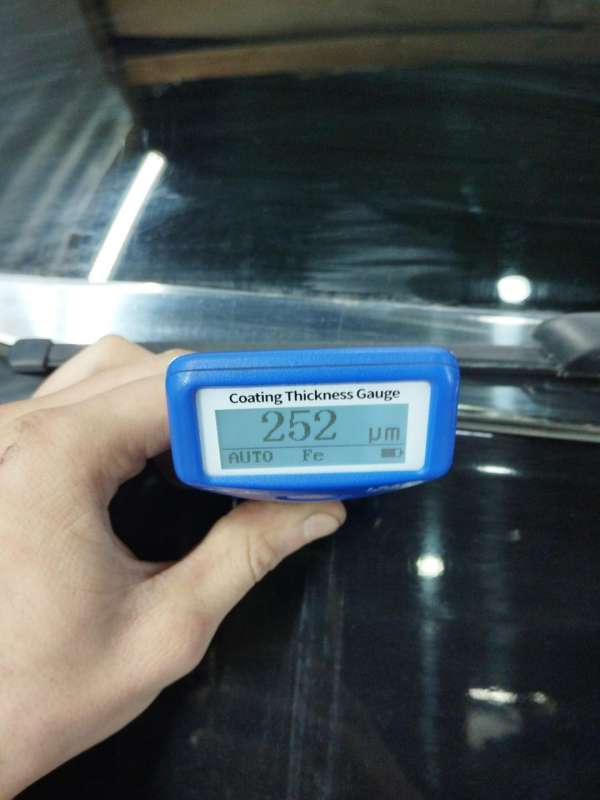 Coating Thickness Gauge
252 μm
AUTO Fe